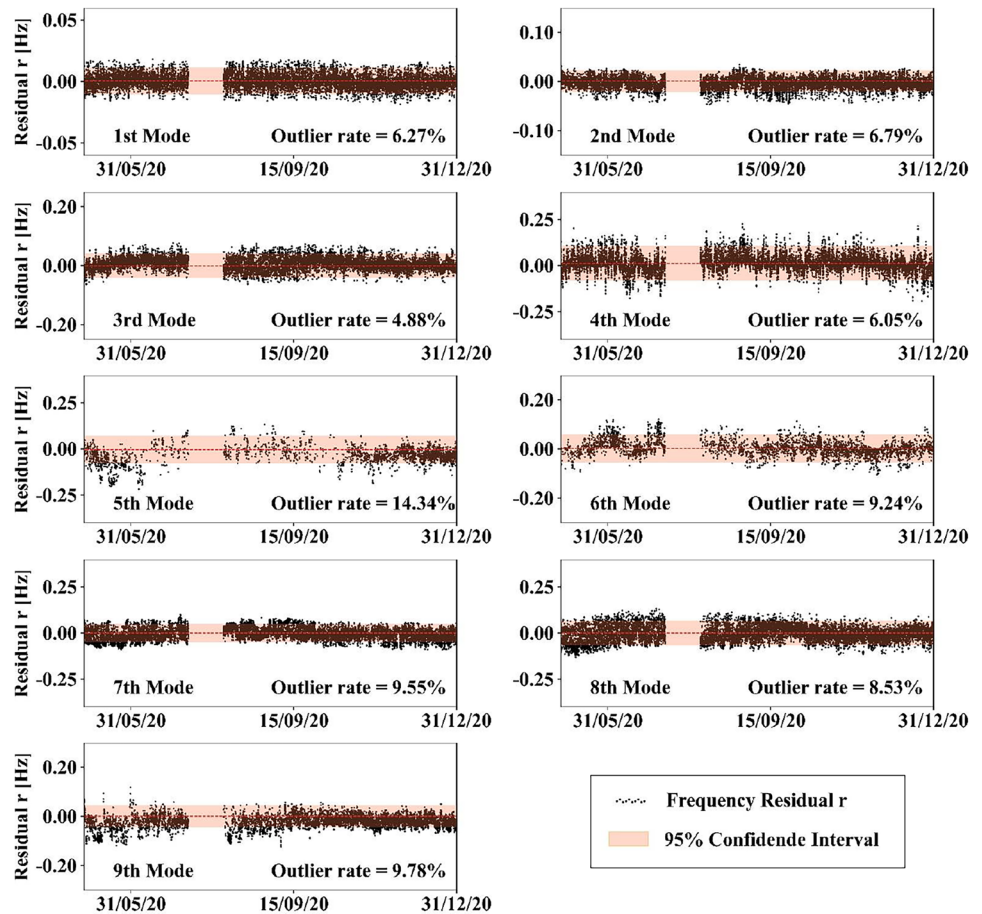 Residual r [Hz]
0.05
0.00
-0.05
1st Mode
Outlier rate = 6.27%
31/05/20
15/09/20
31/12/20
0.10
0.00
-0.10
2nd Mode
Outlier rate = 6.79%
31/05/20
15/09/20
31/12/20
Residual r [Hz]
0.20
0.00
-0.20
3rd Mode
Outlier rate = 4.88%
31/05/20
15/09/20
31/12/20
0.25
0.00
-0.25
4th Mode
Outlier rate = 6.05%
31/05/20
15/09/20
31/12/20
Residual r [Hz]
0.25
0.00
-0.25
5th Mode
Outlier rate = 14.34%
31/05/20
15/09/20
31/12/20
0.20
0.00
-0.20
6th Mode
Outlier rate = 9.24%
31/05/20
15/09/20
31/12/20
Residual r [Hz]
0.25
0.00
-0.25
7th Mode
Outlier rate = 9.55%
31/05/20
15/09/20
31/12/20
0.25
0.00
-0.25
8th Mode
Outlier rate = 8.53%
31/05/20
15/09/20
31/12/20
Residual r [Hz]
0.20
0.00
-0.20
9th Mode
Outlier rate = 9.78%
31/05/20
15/09/20
31/12/20
Frequency Residual r
95% Confidende Interval